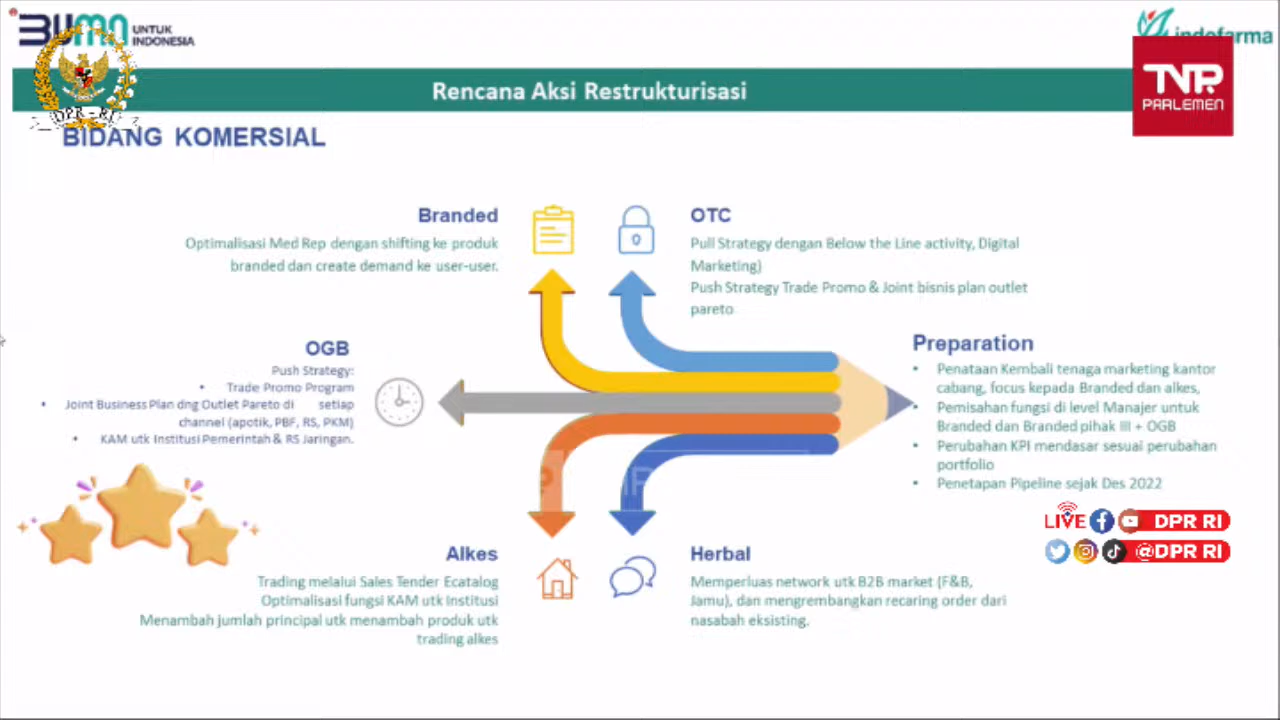 BUMN UNTUK
INDONESIA
indofarma
DPR - RI
TVR
PARLEMEN
Rencana Aksi Restrukturisasi
BIDANG KOMERSIAL
Branded
Optimalisasi Med Rep dengan shifting ke produk
branded dan create demand ke user-user.
OTC
Pull Strategy dengan Below the Line activity, Digital
Marketing)
Push Strategy Trade Promo & Joint bisnis plan outlet
pareto
OGB
Push Strategy:
• Trade Promo Program
• Joint Business Plan dng Outlet Pareto di setiap
channel (apotik, PBF, RS, PKM)
• KAM utk Institusi Pemerintah & RS Jaringan.
Preparation
• Penataan Kembali tenaga marketing kantor
cabang, focus kepada Branded dan alkes,
• Pemisahan fungsi di level Manajer untuk
Branded dan Branded pihak III + OGB
• Perubahan KPI mendasar sesuai perubahan
portfolio
• Penetapan Pipeline sejak Des 2022
LIVE DPR RI
@DPR RI
Alkes
Trading melalui Sales Tender Ecatalog
Optimalisasi fungsi KAM utk Institusi
Menambah jumlah principal utk menambah produk utk
trading alkes
Herbal
Memperluas network utk B2B market (F&B,
Jamu), dan mengrembangkan recaring order dari
nasabah eksisting.